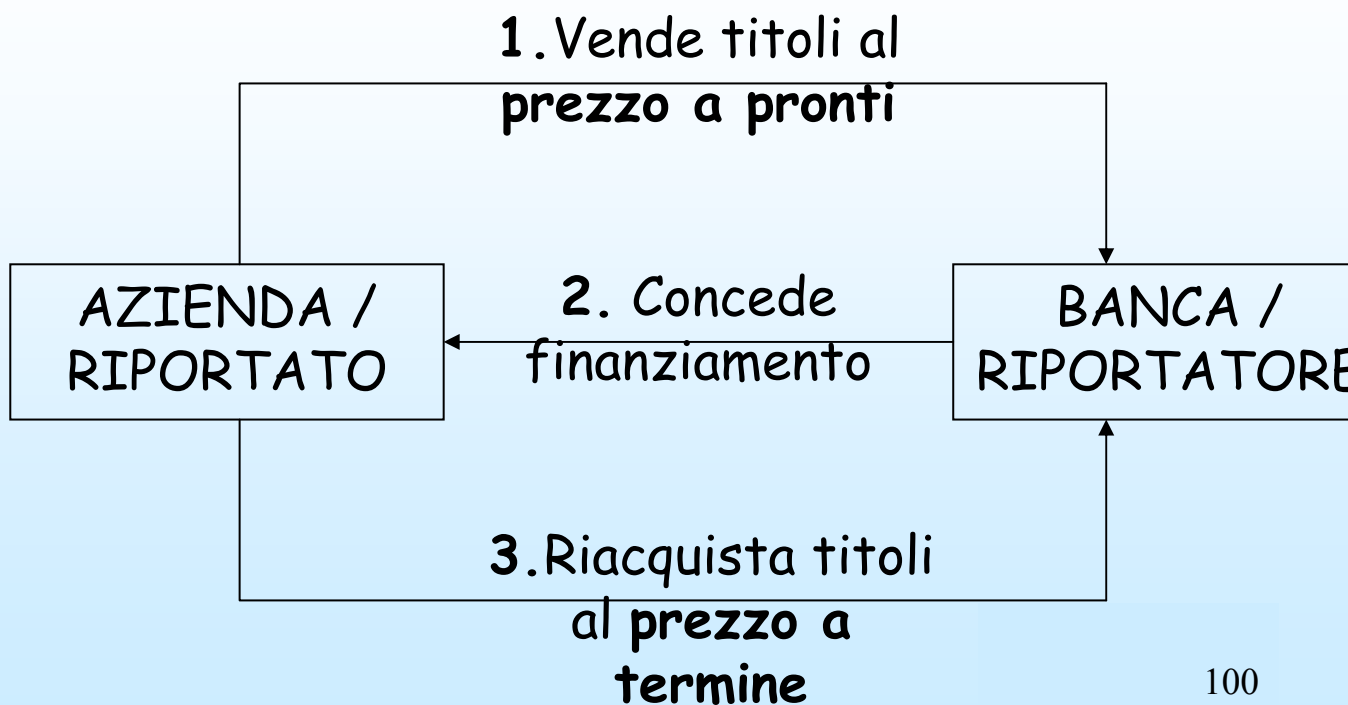 1.Vende titoli al
prezzo a pronti
AZIENDA /
RIPORTATO
2. Concede
finanziamento
BANCA /
RIPORTATORE
3.Riacquista titoli
al prezzo a
termine
100